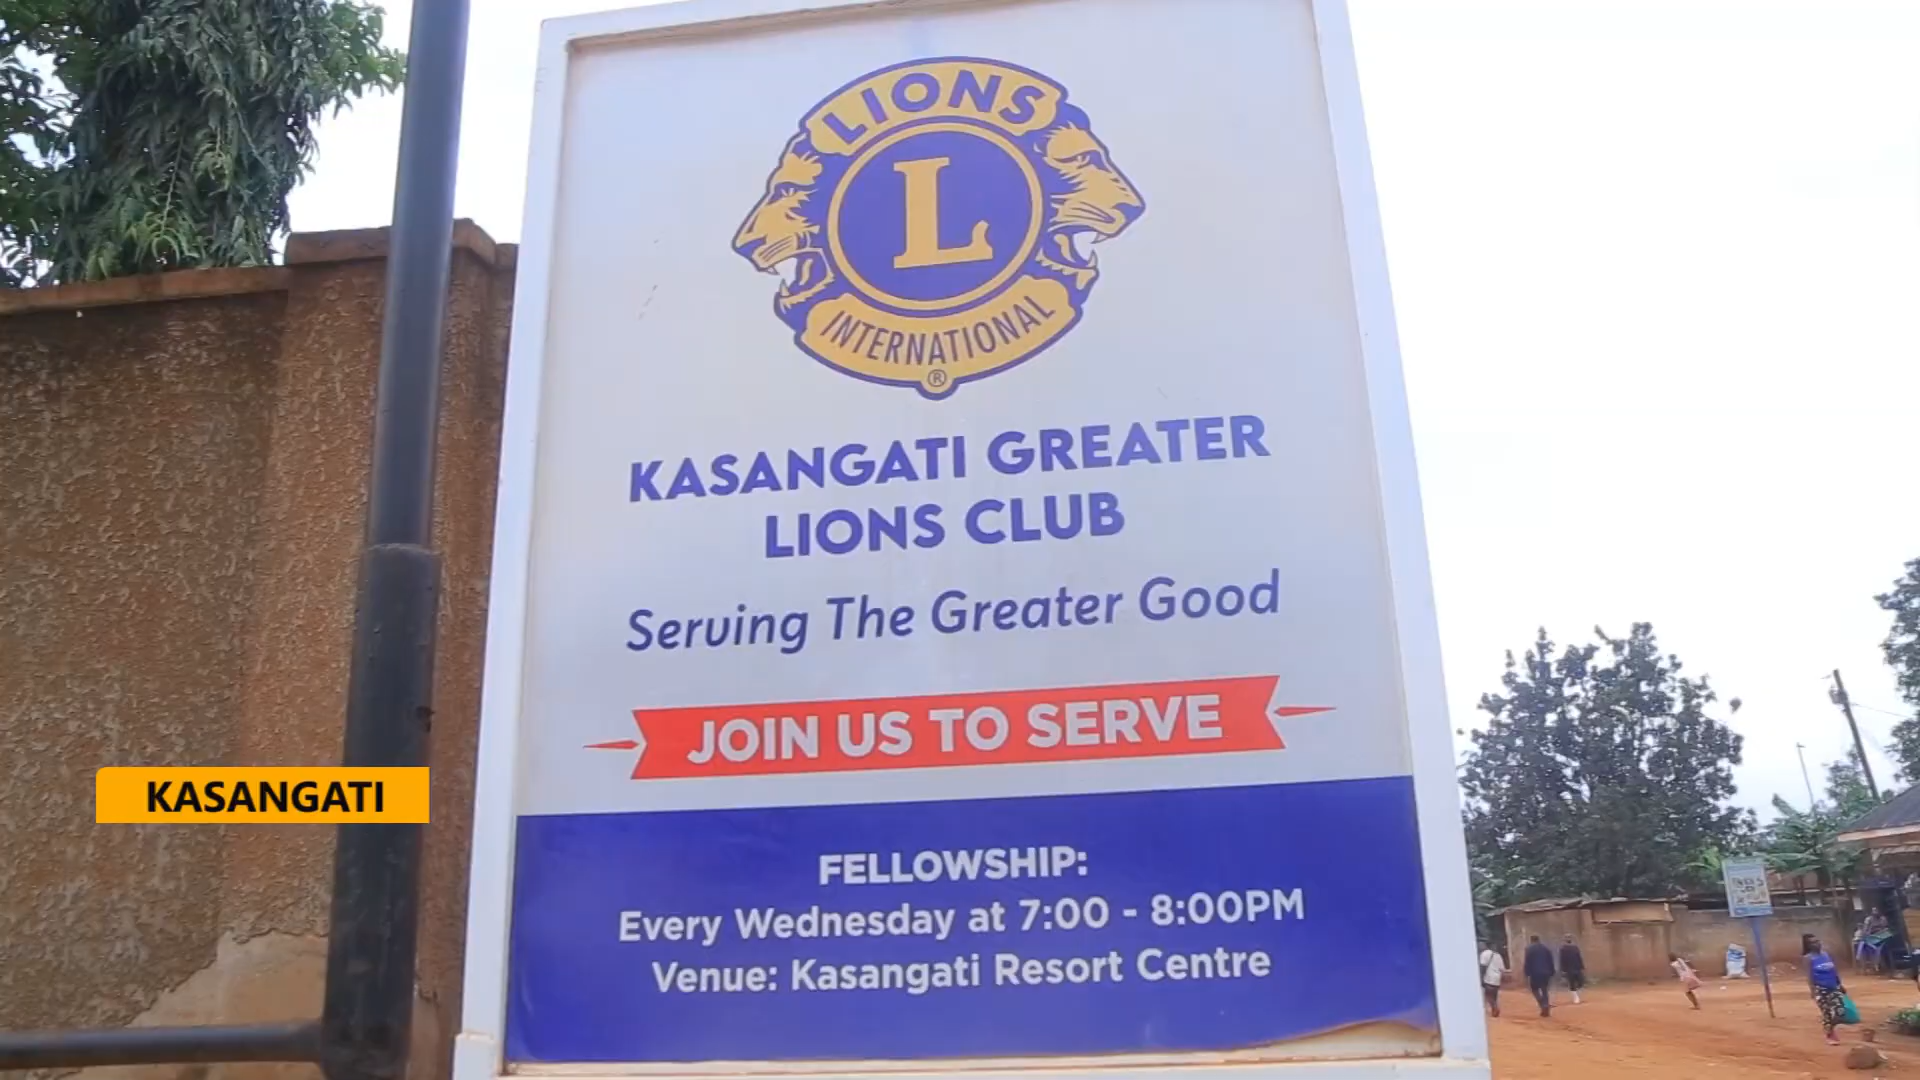 LIONS
L
INTERNATIONAL
®
KASANGATI GREATER
LIONS CLUB
Serving The Greater Good
JOIN US TO SERVE
FELLOWSHIP:
Every Wednesday at 7:00 - 8:00PM
Venue: Kasangati Resort Centre
KASANGATI